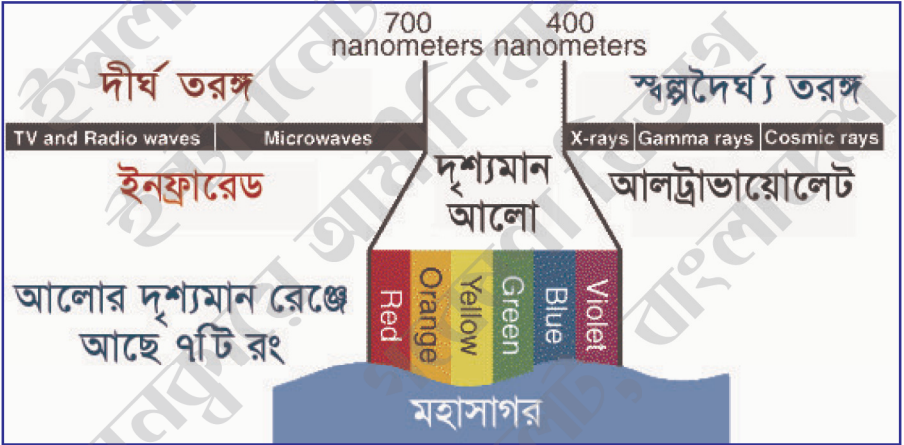 700 400
nanometers nanometers
দীর্ঘ তরঙ্গ
স্বল্পদৈর্ঘ্য তরঙ্গ
TV and Radio waves Microwaves
X-rays Gamma rays Cosmic rays
ইনফ্রারেড
দৃশ্যমান
আলো
আলট্রাভায়োলেট
আলোর দৃশ্যমান রেঞ্জে
আছে ৭টি রং
Red
Orange
Yellow
Green
Blue
Violet
মহাসাগর